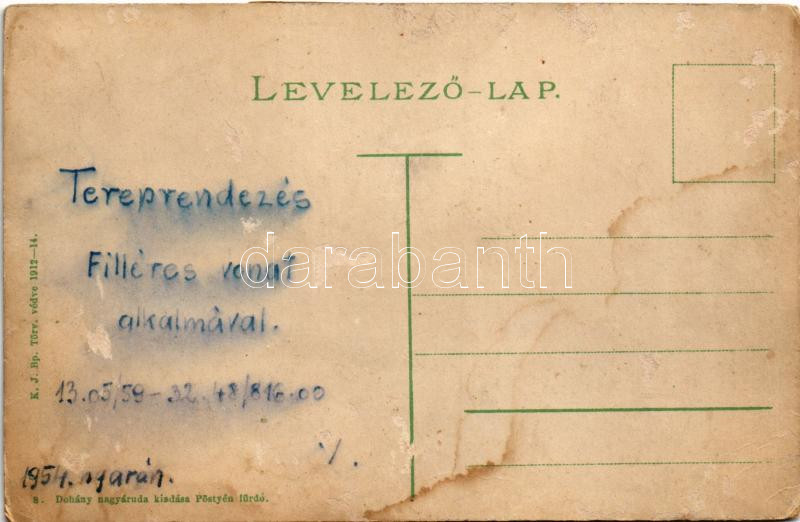 LEVELEZŐ-LAP.
Tereprendezés
Filléres vonat
alkalmával.
13.05/59-32.48/816.00
·/.
1954. nyarán.
8. Dohány nagyáruda kiadása Pöstyén fürdő.
K. J. Bp. Törv. védve 1912—14.
darabanth